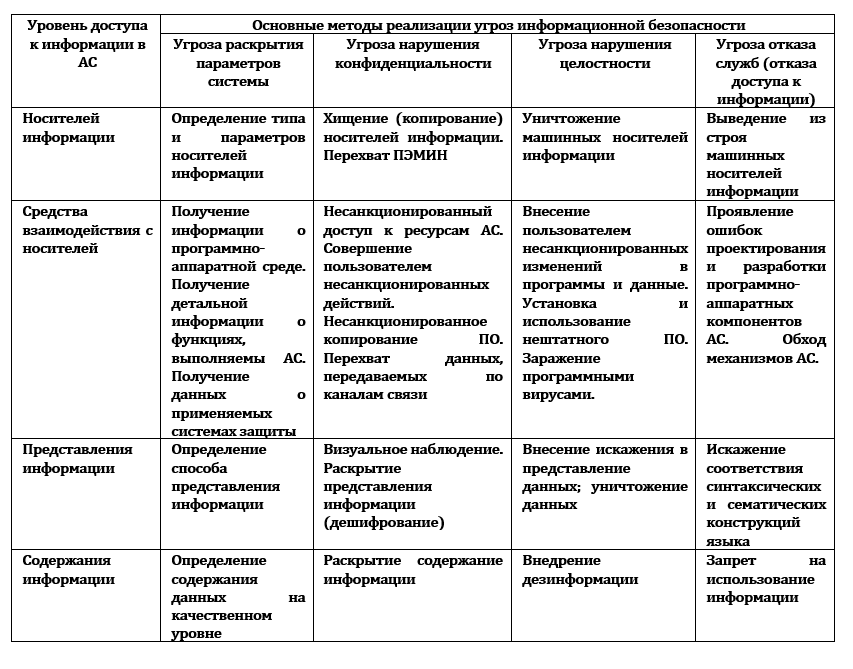 Уровень доступа
к информации в
АС
Основные методы реализации угроз информационной безопасности
Угроза раскрытия
параметров
системы
Угроза нарушения
конфиденциальности
Угроза нарушения
целостности
Угроза отказа
служб (отказа
доступа к
информации)
Носителей
информации
Определение типа
и параметров
носителей
информации
Хищение (копирование)
носителей информации.
Перехват ПЭМИН
Уничтожение
машинных носителей
информации
Выведение из
строя
машинных
носителей
информации
Средства
взаимодействия с
носителей
Получение
информации о
программно-
аппаратной среде.
Получение
детальной
информации о
функциях,
выполняемы АС.
Получение
данных о
применяемых
системах защиты
Несанкционированный
доступ к ресурсам АС.
Совершение
пользователем
несанкционированных
действий.
Несанкционированное
копирование ПО.
Перехват данных,
передаваемых по
каналам связи
Внесение
пользователем
несанкционированных
изменений в
программы и данные.
Установка и
использование
нештатного ПО.
Заражение
программными
вирусами.
Проявление
ошибок
проектирования
и разработки
программно-
аппаратных
компонентов
АС. Обход
механизмов АС.
Представления
информации
Определение
способа
представления
информации
Визуальное наблюдение.
Раскрытие
представления
информации
(дешифрование)
Внесение искажения в
представление
данных; уничтожение
данных
Искажение
соответствия
синтаксических
и сематических
конструкций
языка
Содержания
информации
Определение
содержания
данных на
качественном
уровне
Раскрытие содержание
информации
Внедрение
дезинформации
Запрет на
использование
информации